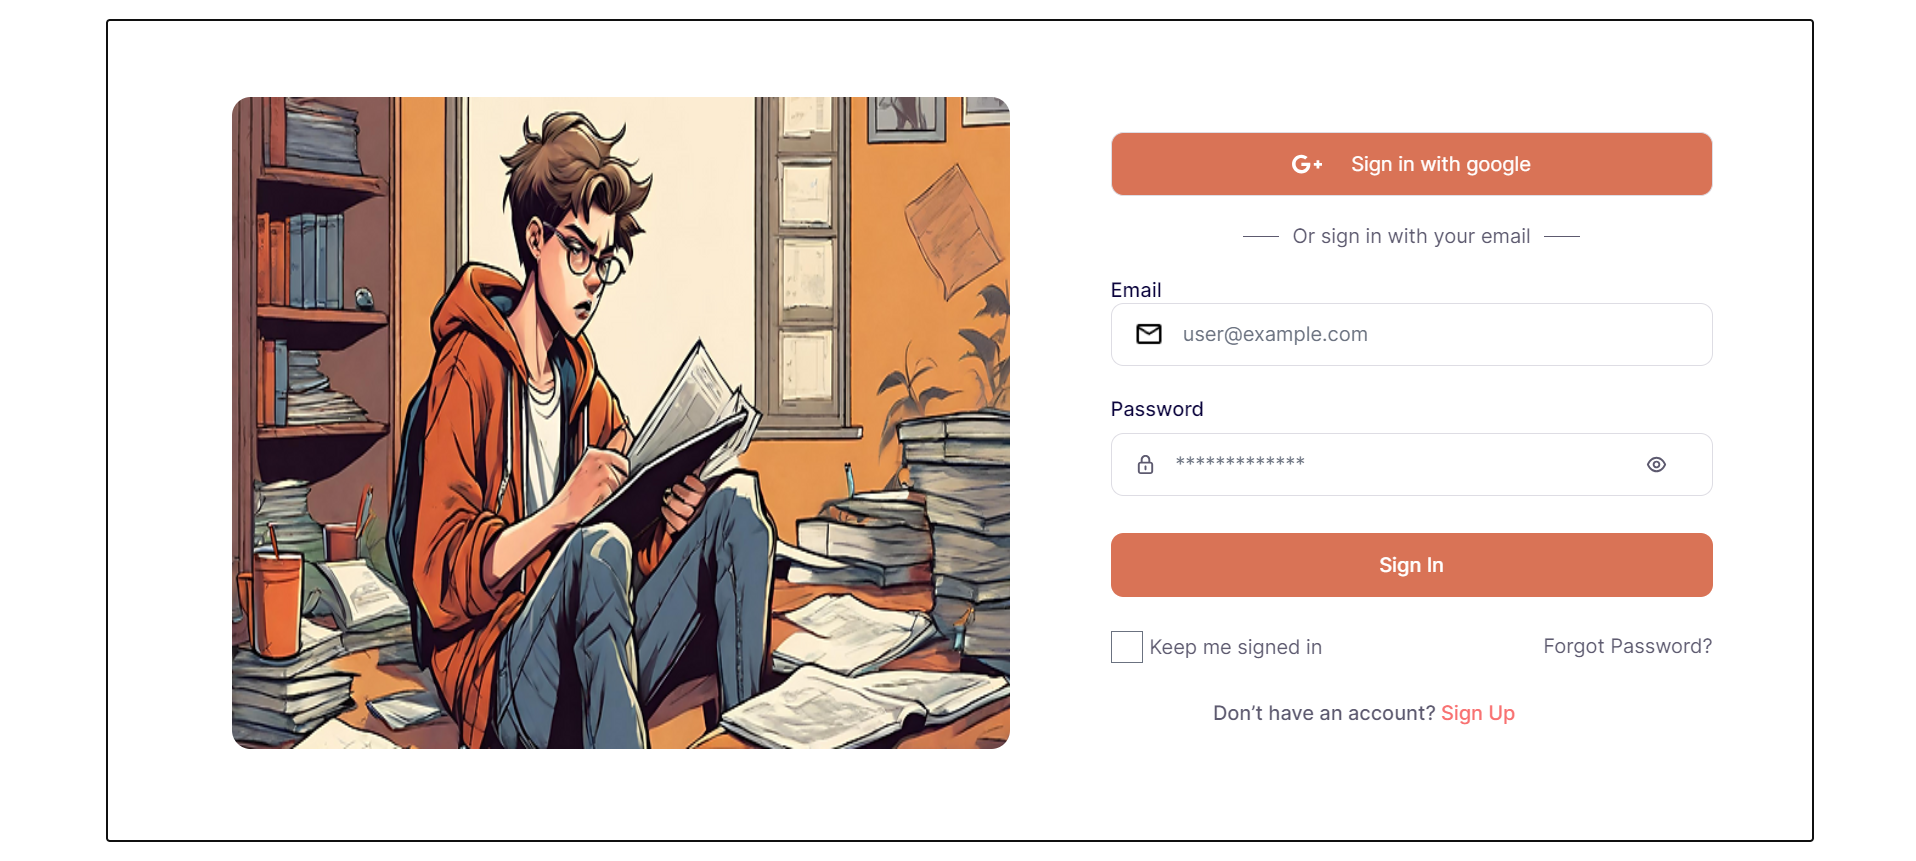 G+ Sign in with google
Or sign in with your email
Email
user@example.com
Password
*************
Sign In
Keep me signed in
Forgot Password?
Don’t have an account? Sign Up